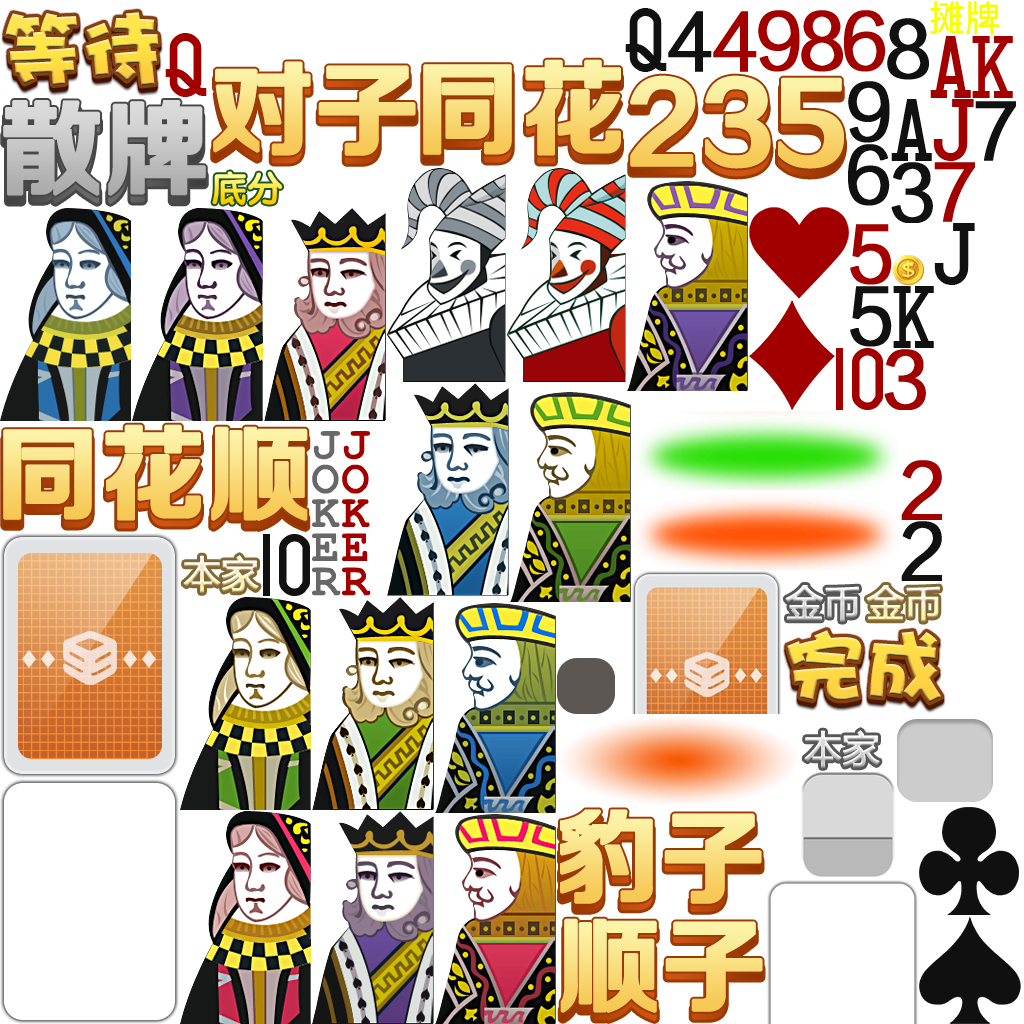 等待
Q
Q449868
摊牌
AK
散牌
对子同花235
9AJ7
底分
637
5
$
J
5K
103
同花顺
JOKER
JOKER
2
2
本家
10
金币 金币
完成
本家
豹子
顺子